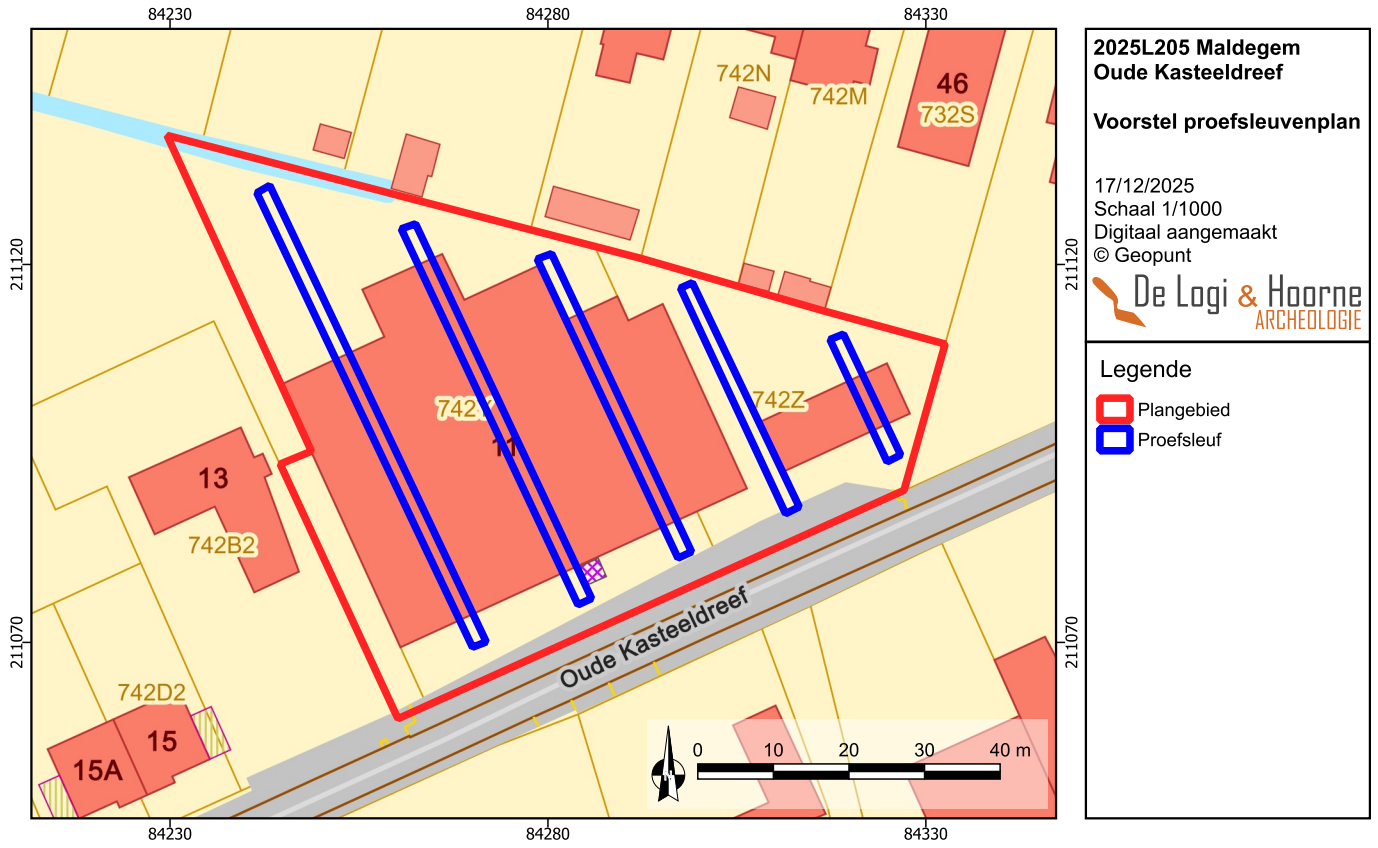 84230
84280
84330
211120
211120
211070
211070
84230
84280
84330
742N
742M
46
732S
742Y
11
742Z
13
742B2
742D2
15
15A
Oude Kasteeldreef
N
0 10 20 30 40 m
2025L205 Maldegem
Oude Kasteeldreef
Voorstel proefsleuvenplan
17/12/2025
Schaal 1/1000
Digitaal aangemaakt
© Geopunt
De Logi & Hoorne
ARCHEOLOGIE
Legende
Plangebied
Proefsleuf